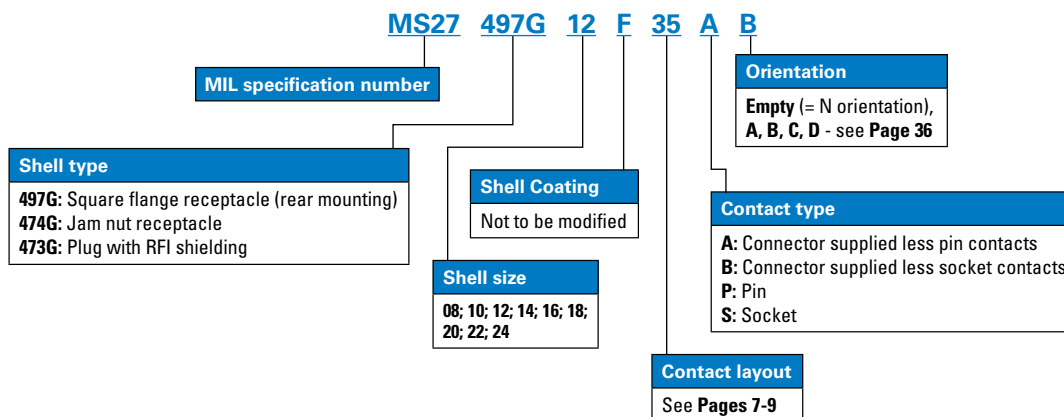 MS27 497G 12 F 35 A B
MIL specification number
Orientation
Empty (= N orientation),
A, B, C, D - see Page 36
Shell type
497G: Square flange receptacle (rear mounting)
474G: Jam nut receptacle
473G: Plug with RFI shielding
Shell Coating
Not to be modified
Contact type
A: Connector supplied less pin contacts
B: Connector supplied less socket contacts
P: Pin
S: Socket
Shell size
08; 10; 12; 14; 16; 18;
20; 22; 24
Contact layout
See Pages 7-9